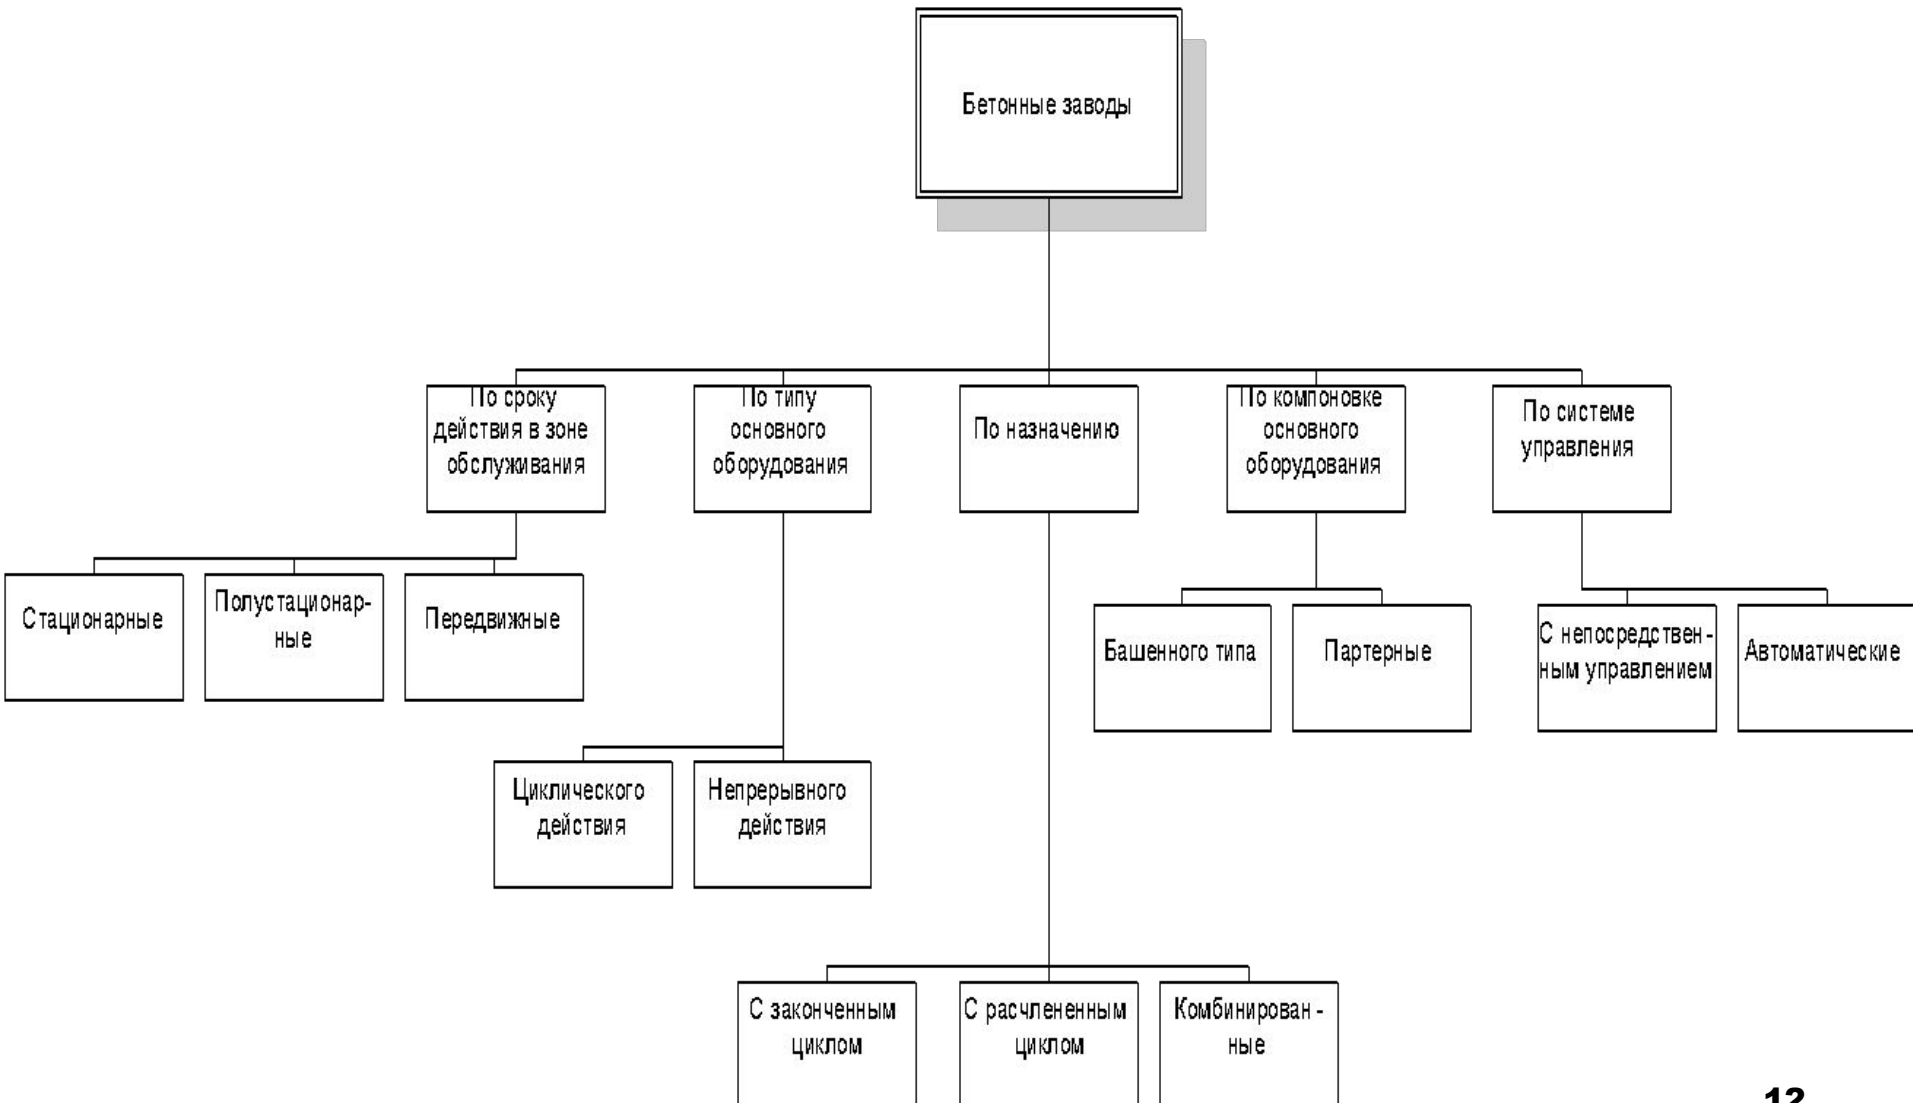 Бетонные заводы
По сроку
действия в зоне
обслуживания
По типу
основного
оборудования
По назначению
По компоновке
основного
оборудования
По системе
управления
Стационарные
Полустационар-
ные
Передвижные
Башенного типа
Партерные
С непосредствен-
ным управлением
Автоматические
Циклического
действия
Непрерывного
действия
С законченным
циклом
С расчлененным
циклом
Комбинирован-
ные
12